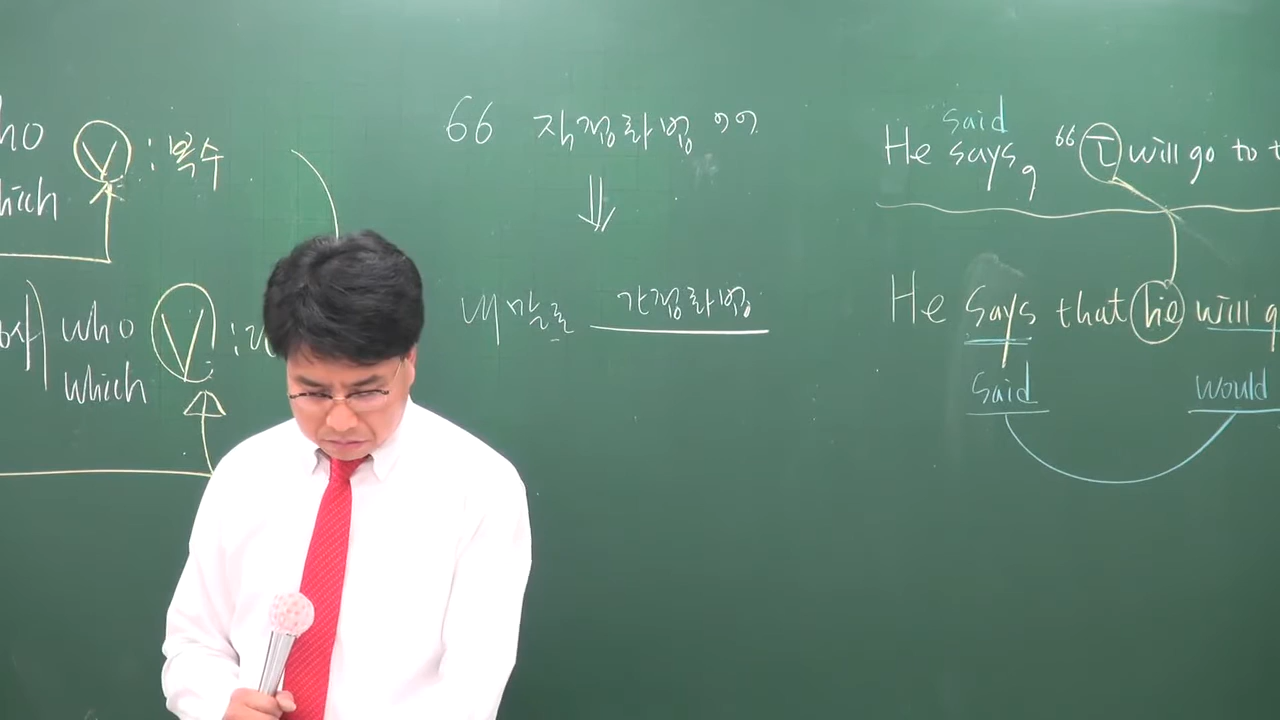 who
which
V : 복수
who
which
V :
66 직접화법 99
⇓
내 말로 간접화법
said
He says, 66 I will go to t
He says that he will g
said would